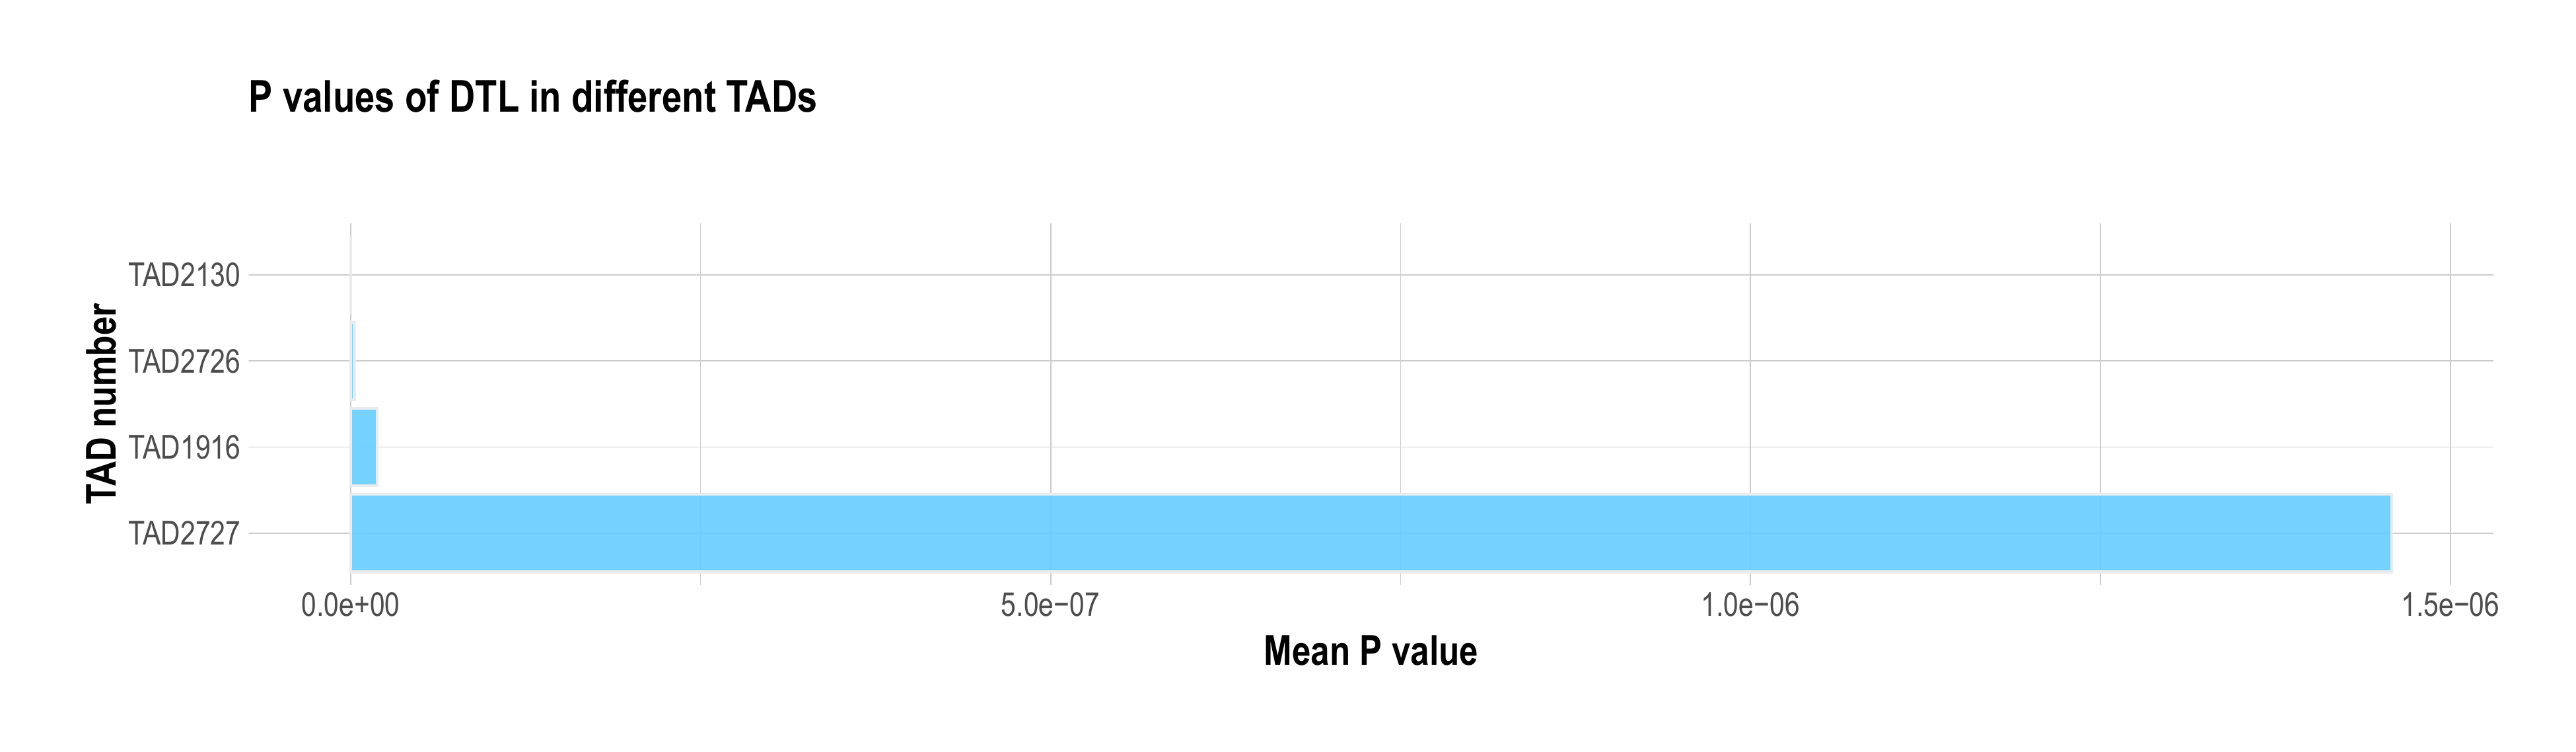 P values of DTL in different TADs
TAD number
TAD2130
TAD2726
TAD1916
TAD2727
0.0e+00
5.0e−07
1.0e−06
1.5e−06
Mean P value